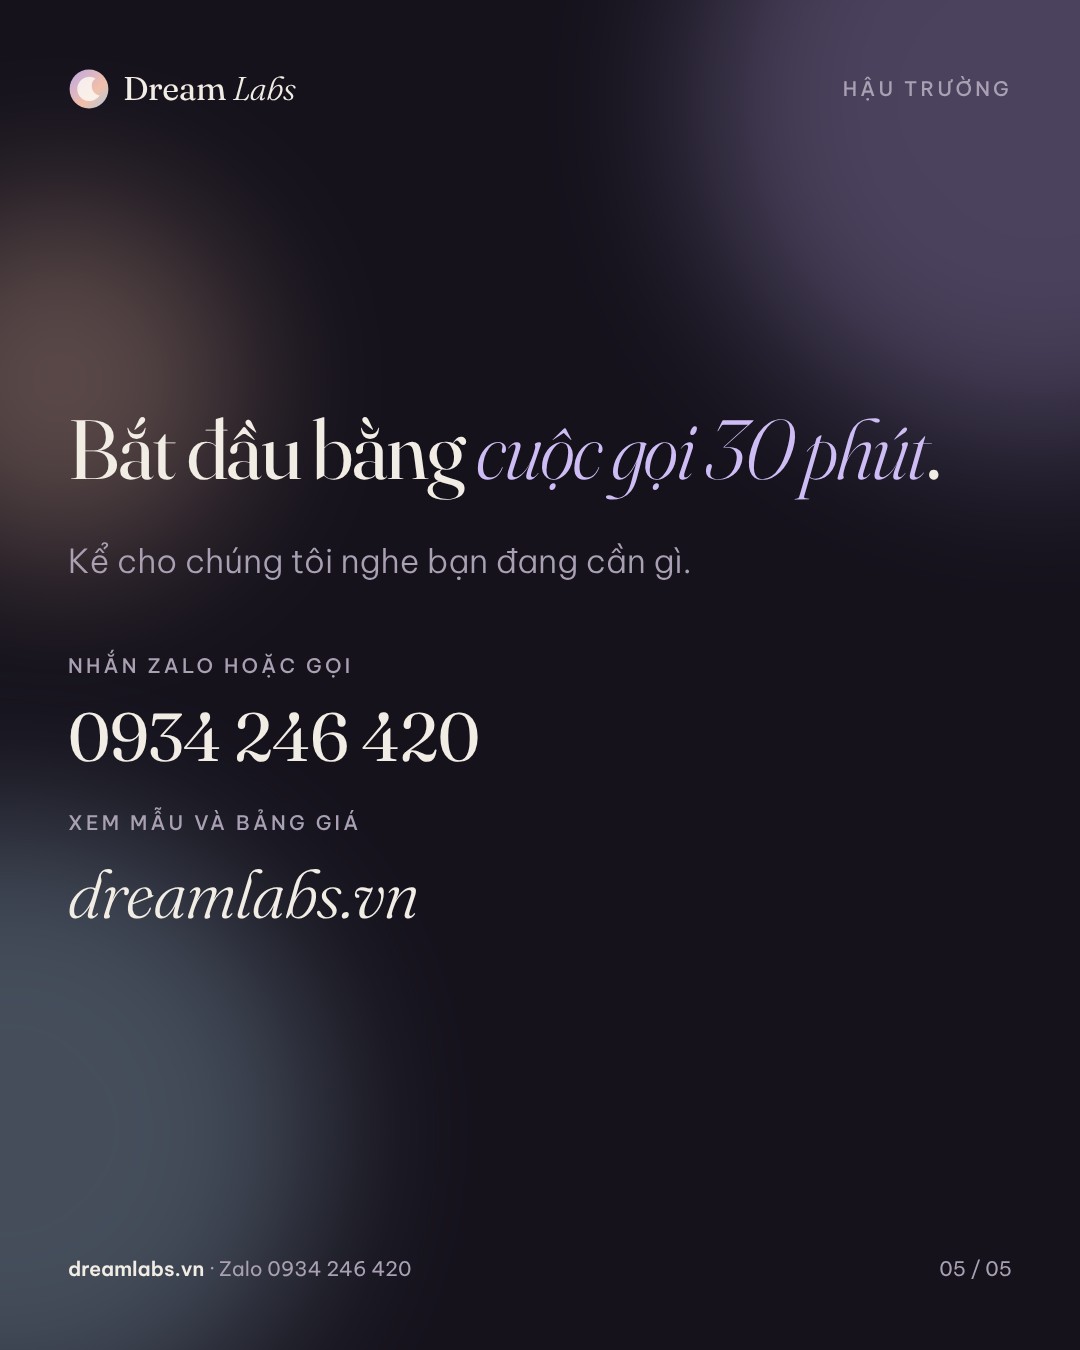 Dream Labs
HẬU TRƯỜNG
Bắt đầu bằng cuộc gọi 30 phút.
Kể cho chúng tôi nghe bạn đang cần gì.
NHẮN ZALO HOẶC GỌI
0934 246 420
XEM MẪU VÀ BẢNG GIÁ
dreamlabs.vn
dreamlabs.vn · Zalo 0934 246 420
05 / 05